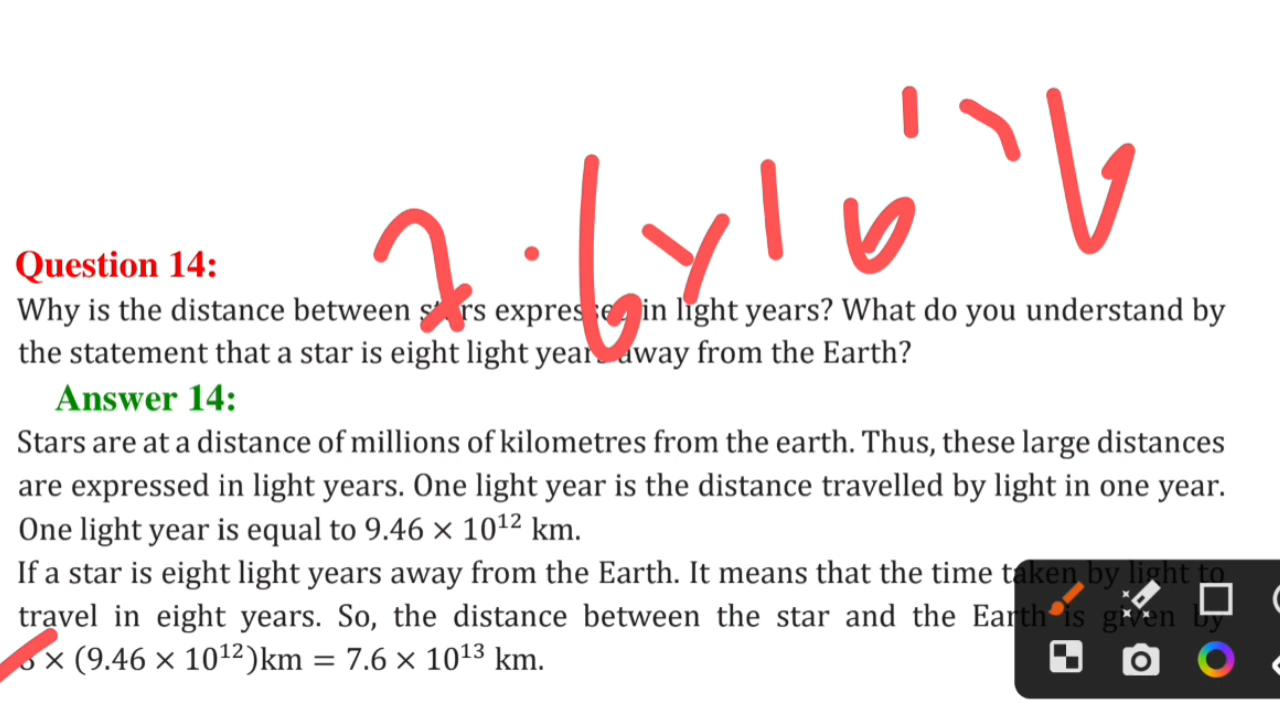 7.6×10
Question 14:
Why is the distance between stars expressed in light years? What do you understand by
the statement that a star is eight light years away from the Earth?
Answer 14:
Stars are at a distance of millions of kilometres from the earth. Thus, these large distances
are expressed in light years. One light year is the distance travelled by light in one year.
One light year is equal to 9.46 × 10¹² km.
If a star is eight light years away from the Earth. It means that the time taken by light to
travel in eight years. So, the distance between the star and the Earth is given by
8 × (9.46 × 10¹²)km = 7.6 × 10¹³ km.